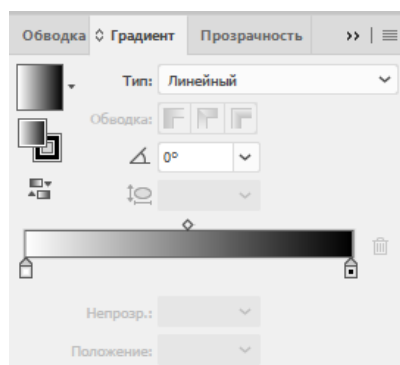 Обводка Градиент Прозрачность
Тип: Линейный
Обводка:
0°
Непрозр.:
Положение: